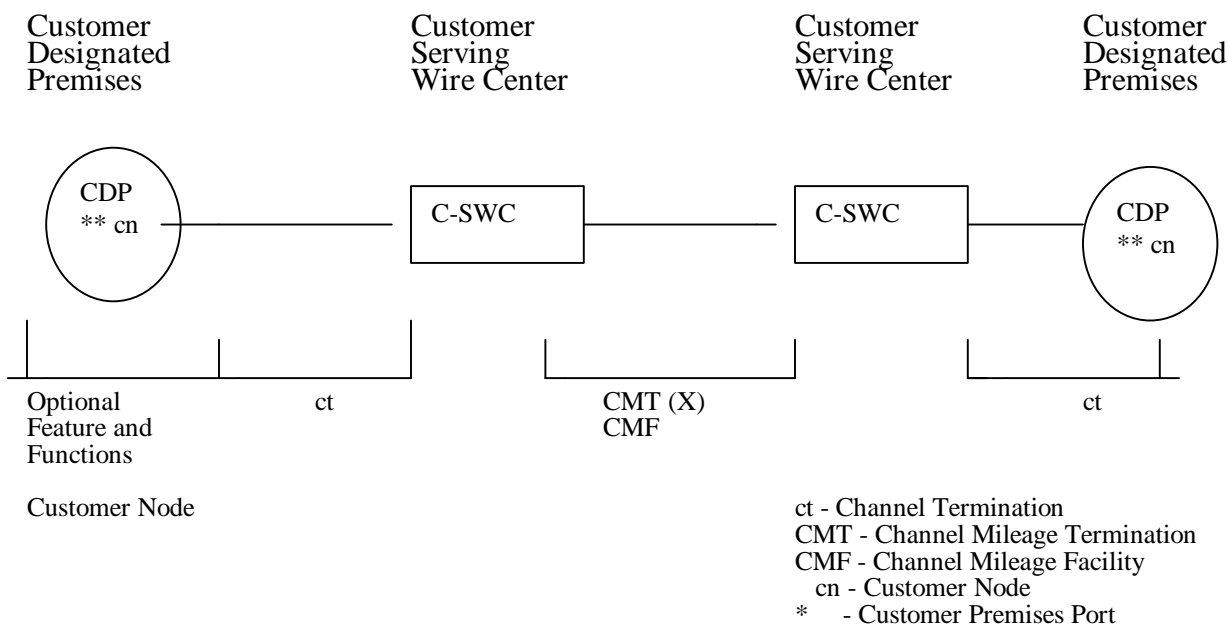 Customer
Designated
Premises
Customer
Serving
Wire Center
Customer
Serving
Wire Center
Customer
Designated
Premises
CDP
** cn
C-SWC
C-SWC
CDP
** cn
Optional
Feature and
Functions
ct
CMT (X)
CMF
ct
Customer Node
ct - Channel Termination
CMT - Channel Mileage Termination
CMF - Channel Mileage Facility
cn - Customer Node
* - Customer Premises Port